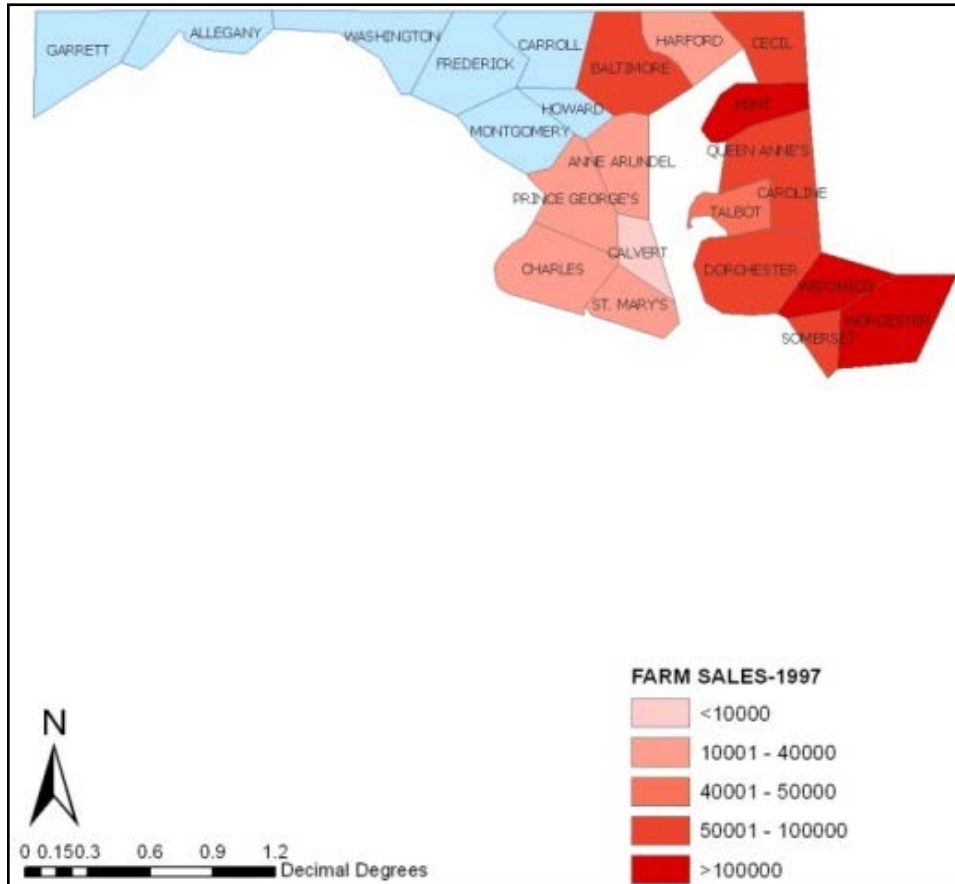 GARRETT
ALLEGANY
WASHINGTON
FREDERICK
CARROLL
BALTIMORE
HARFORD
CECIL
HOWARD
MONTGOMERY
KENT
ANNE ARUNDEL
QUEEN ANNE'S
PRINCE GEORGE'S
CAROLINE
TALBOT
CALVERT
CHARLES
DORCHESTER
ST. MARY'S
WICOMICO
WORCESTER
SOMERSET
FARM SALES-1997
<10000
10001 - 40000
40001 - 50000
50001 - 100000
>100000
N
0 0.150.3 0.6 0.9 1.2
Decimal Degrees